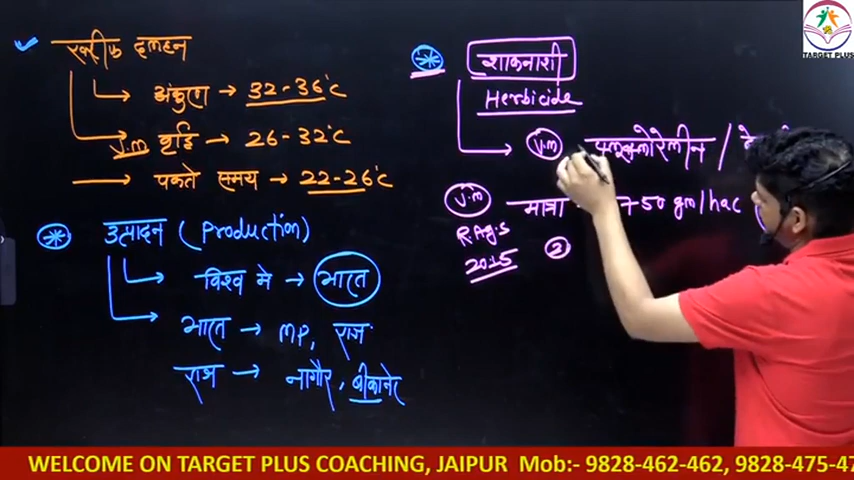 खरीफ दलहन
अंकुरण → 32-36°C
V.m वृद्धि → 26-32°C
पकते समय → 22-26°C
उत्पादन (Production)
विश्व मे → भारत
भारत → MP, राज
राज → नागौर, बीकानेर
शाकनाशी
Herbicide
V.m फ्लूक्लोरेलीन /
V.m मात्रा 750 gm/hac
R.Ag.S
2015 2
TARGET PLUS
WELCOME ON TARGET PLUS COACHING, JAIPUR Mob:- 9828-462-462, 9828-475-47